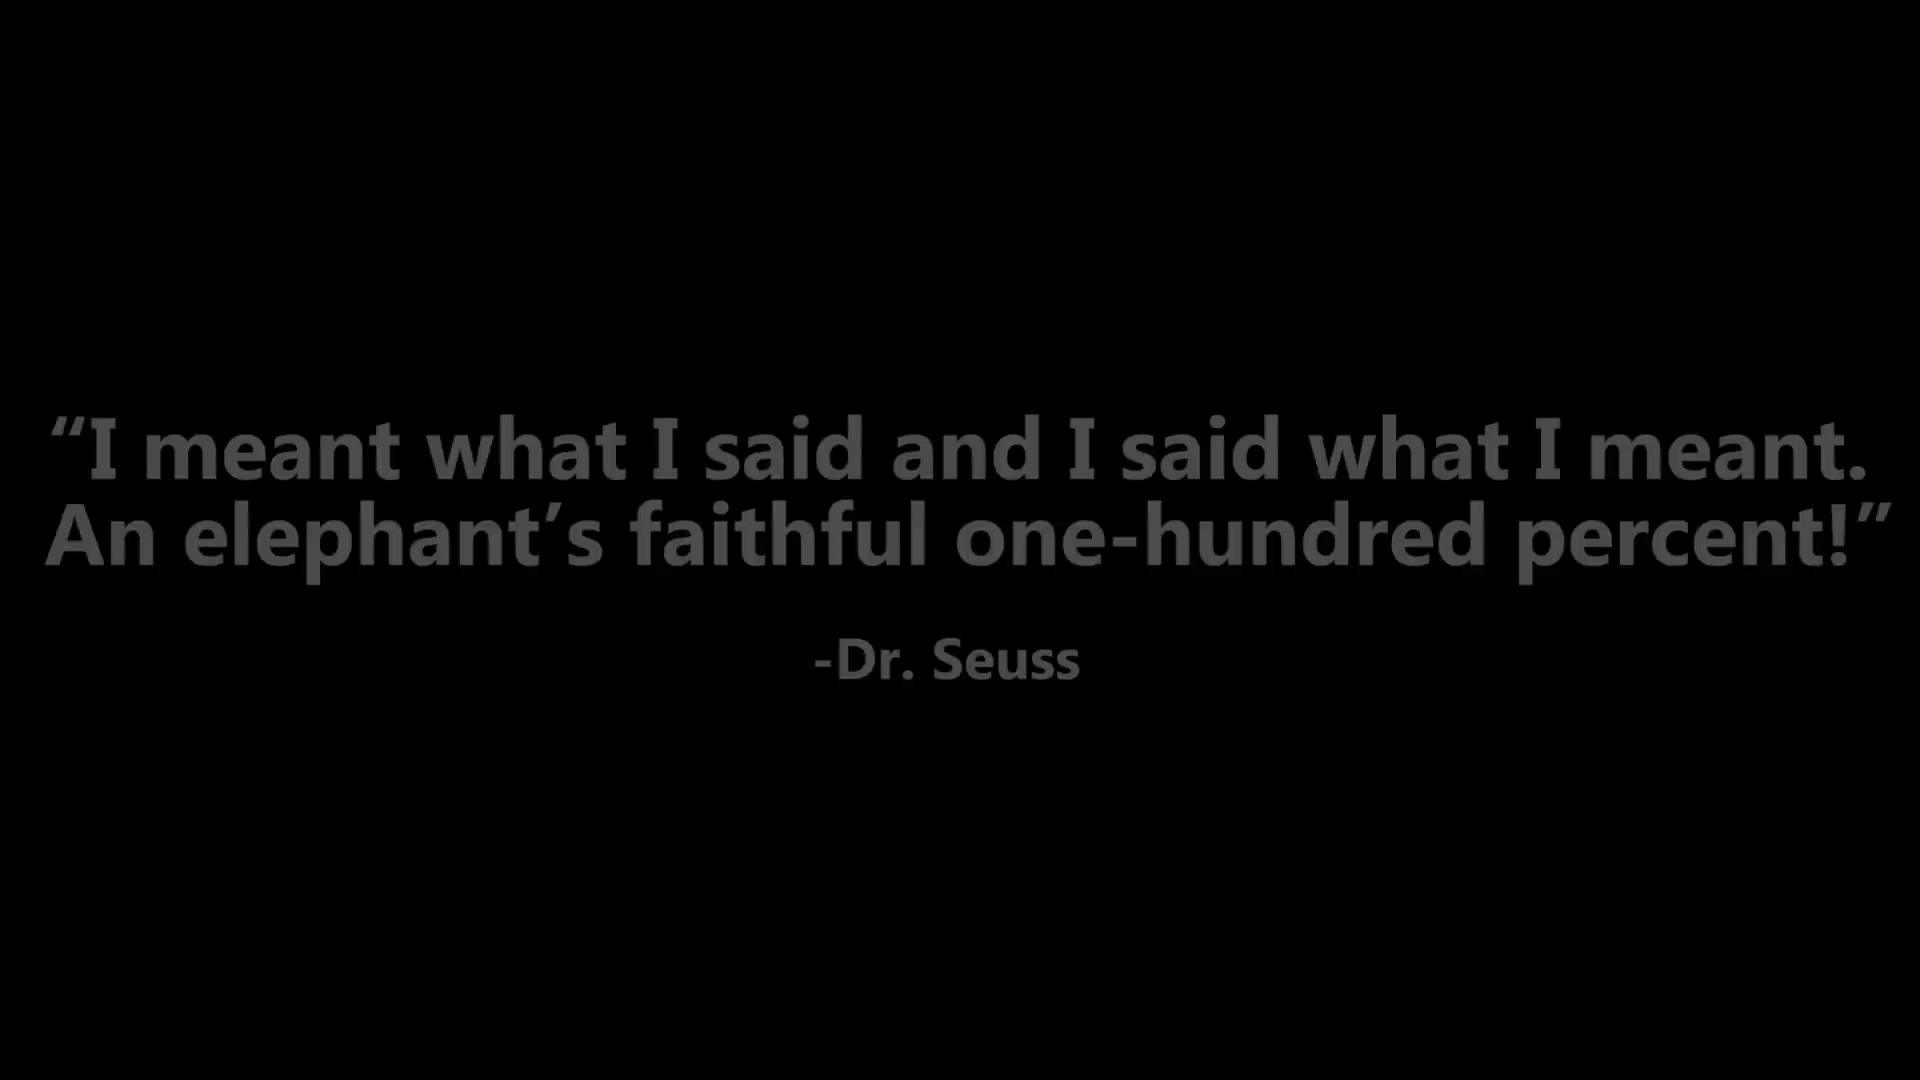 “I meant what I said and I said what I meant.
An elephant’s faithful one-hundred percent!”
-Dr. Seuss